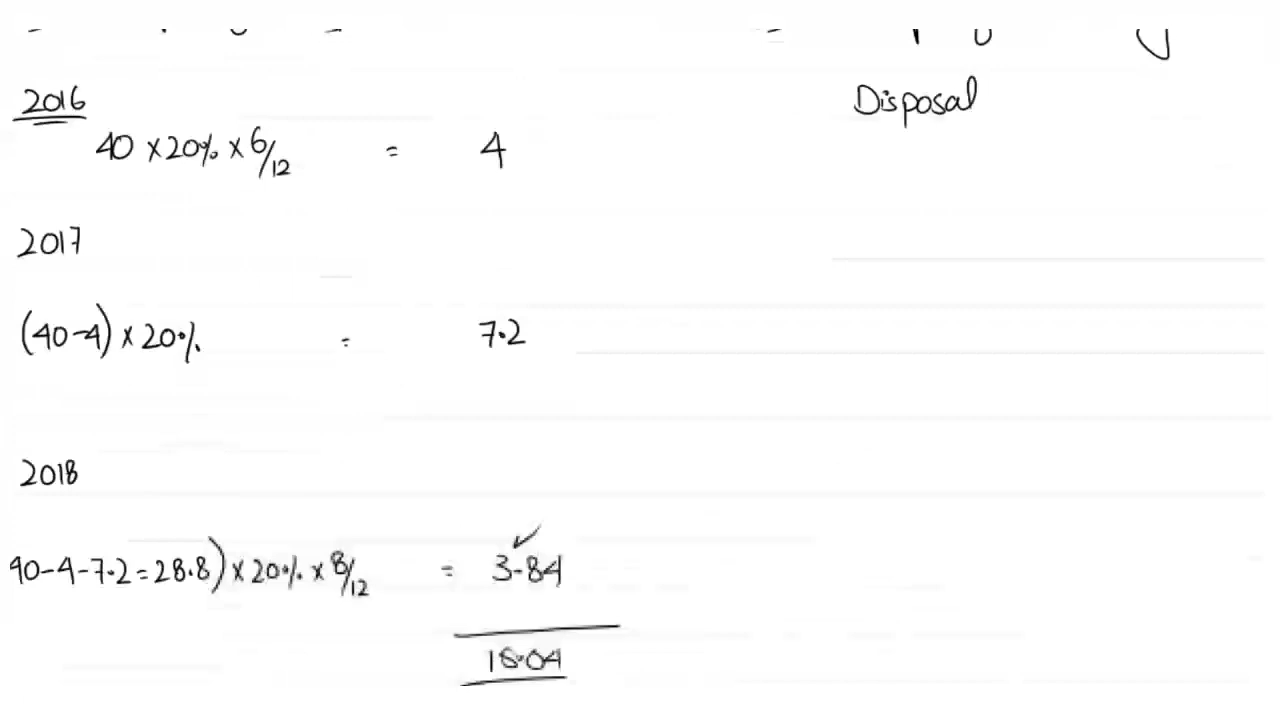 2016
Disposal
40 × 20% × 6/12 = 4
2017
(40-4) × 20% = 7.2
2018
40-4-7.2=28.8) × 20% × 8/12 = 3.84 ✓
15.04